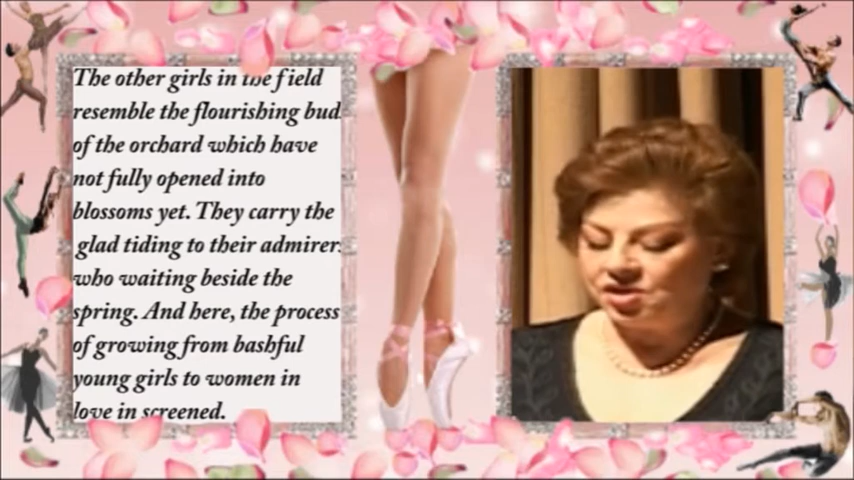 The other girls in the field
resemble the flourishing bud
of the orchard which have
not fully opened into
blossoms yet. They carry the
glad tiding to their admirers
who waiting beside the
spring. And here, the process
of growing from bashful
young girls to women in
love in screened.